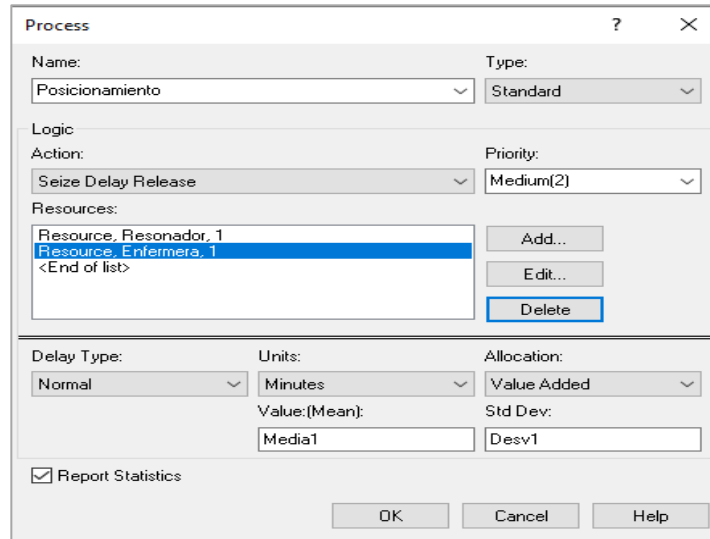 Process ?
Name: Type:
Posicionamiento Standard
Logic
Action: Priority:
Seize Delay Release Medium(2)
Resources:
Resource, Resonador, 1 Add...
Resource, Enfermera, 1
<End of list> Edit...
Delete
Delay Type: Units: Allocation:
Normal Minutes Value Added
Value:(Mean): Std Dev:
Media1 Desv1
Report Statistics
OK Cancel Help